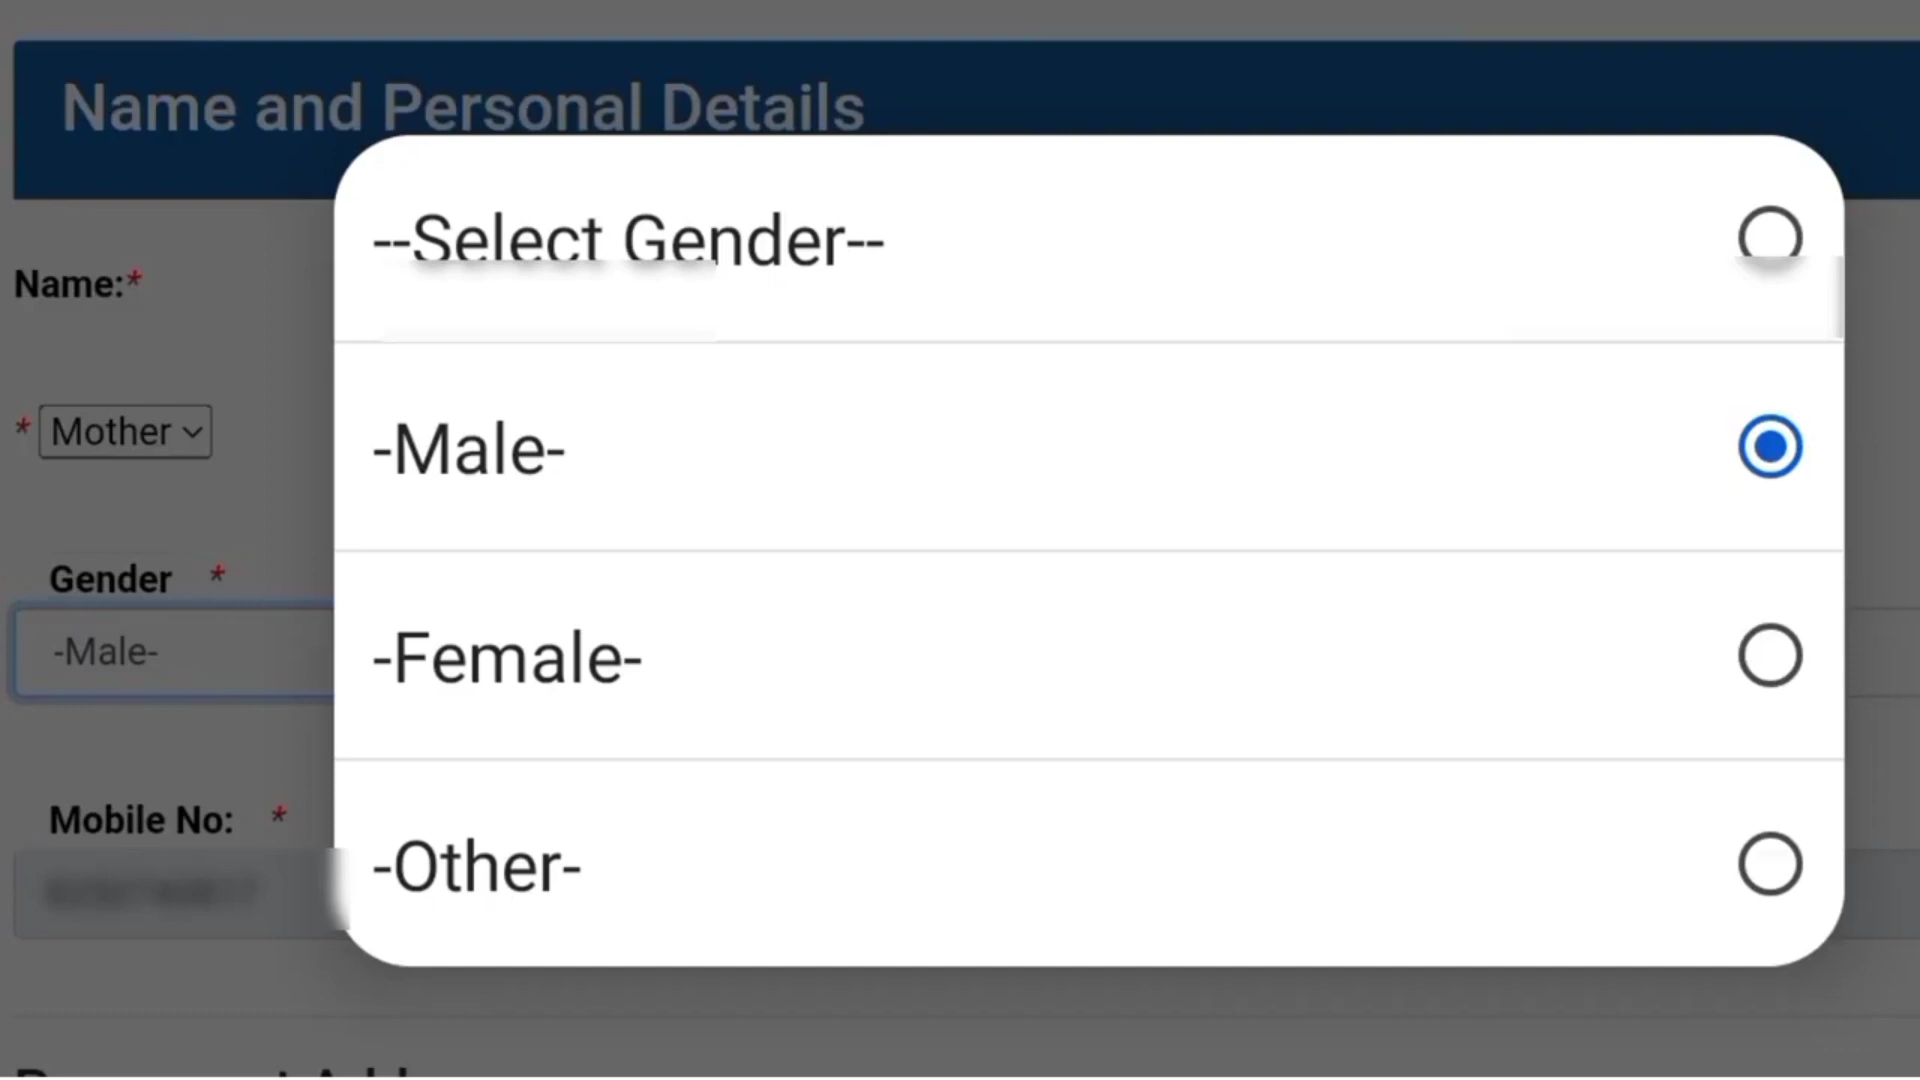 Name and Personal Details
--Select Gender--
Name:*
-Male-
* Mother
-Female-
Gender *
-Male-
Mobile No: *
-Other-